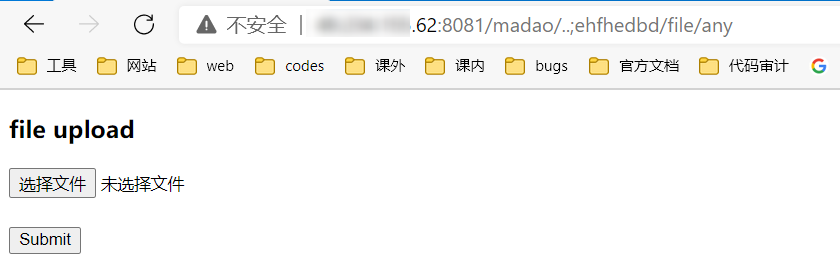 不安全 | .62:8081/madao/..;ehfhedbd/file/any
工具 网站 web codes 课外 课内 bugs 官方文档 代码审计 G
file upload
选择文件 未选择文件
Submit